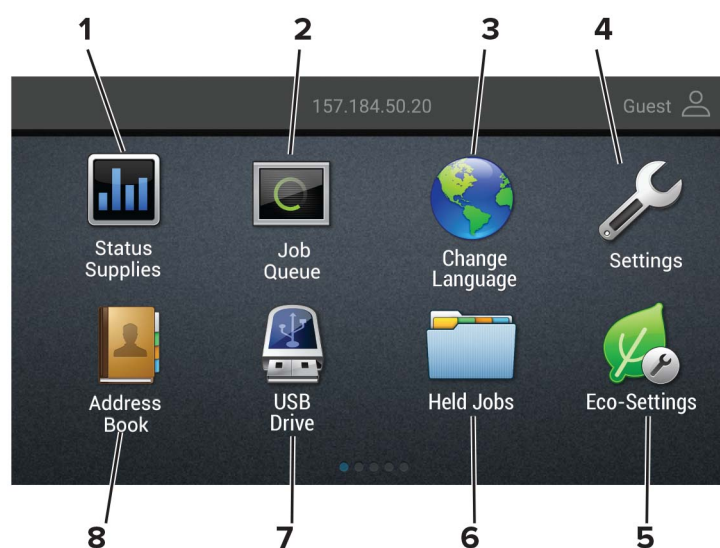 1 2 3 4
157.184.50.20 Guest
Status
Supplies
Job
Queue
Change
Language
Settings
Address
Book
USB
Drive
Held Jobs
Eco-Settings
8 7 6 5